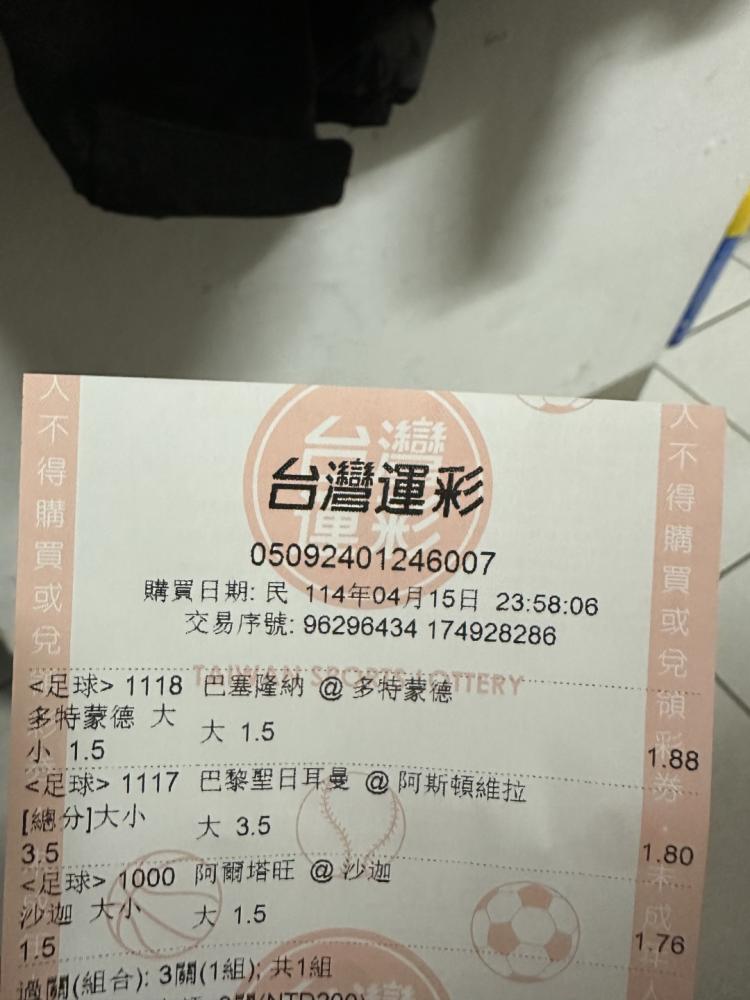 台灣運彩
05092401246007
購買日期: 民 114年04月15日 23:58:06
交易序號: 96296434 174928286
TAIWAN SPORTS LOTTERY
<足球> 1118 巴塞隆納 @ 多特蒙德
多特蒙德 大小 1.5
大 1.5
1.88
<足球> 1117 巴黎聖日耳曼 @ 阿斯頓維拉
[總分]大小
3.5
大 3.5
1.80
<足球> 1000 阿爾塔旺 @ 沙迦
沙迦 大小
1.5
大 1.5
1.76
過關(組合): 3關(1組); 共1組
人不得購買或兌
人不得購買或兌領彩券